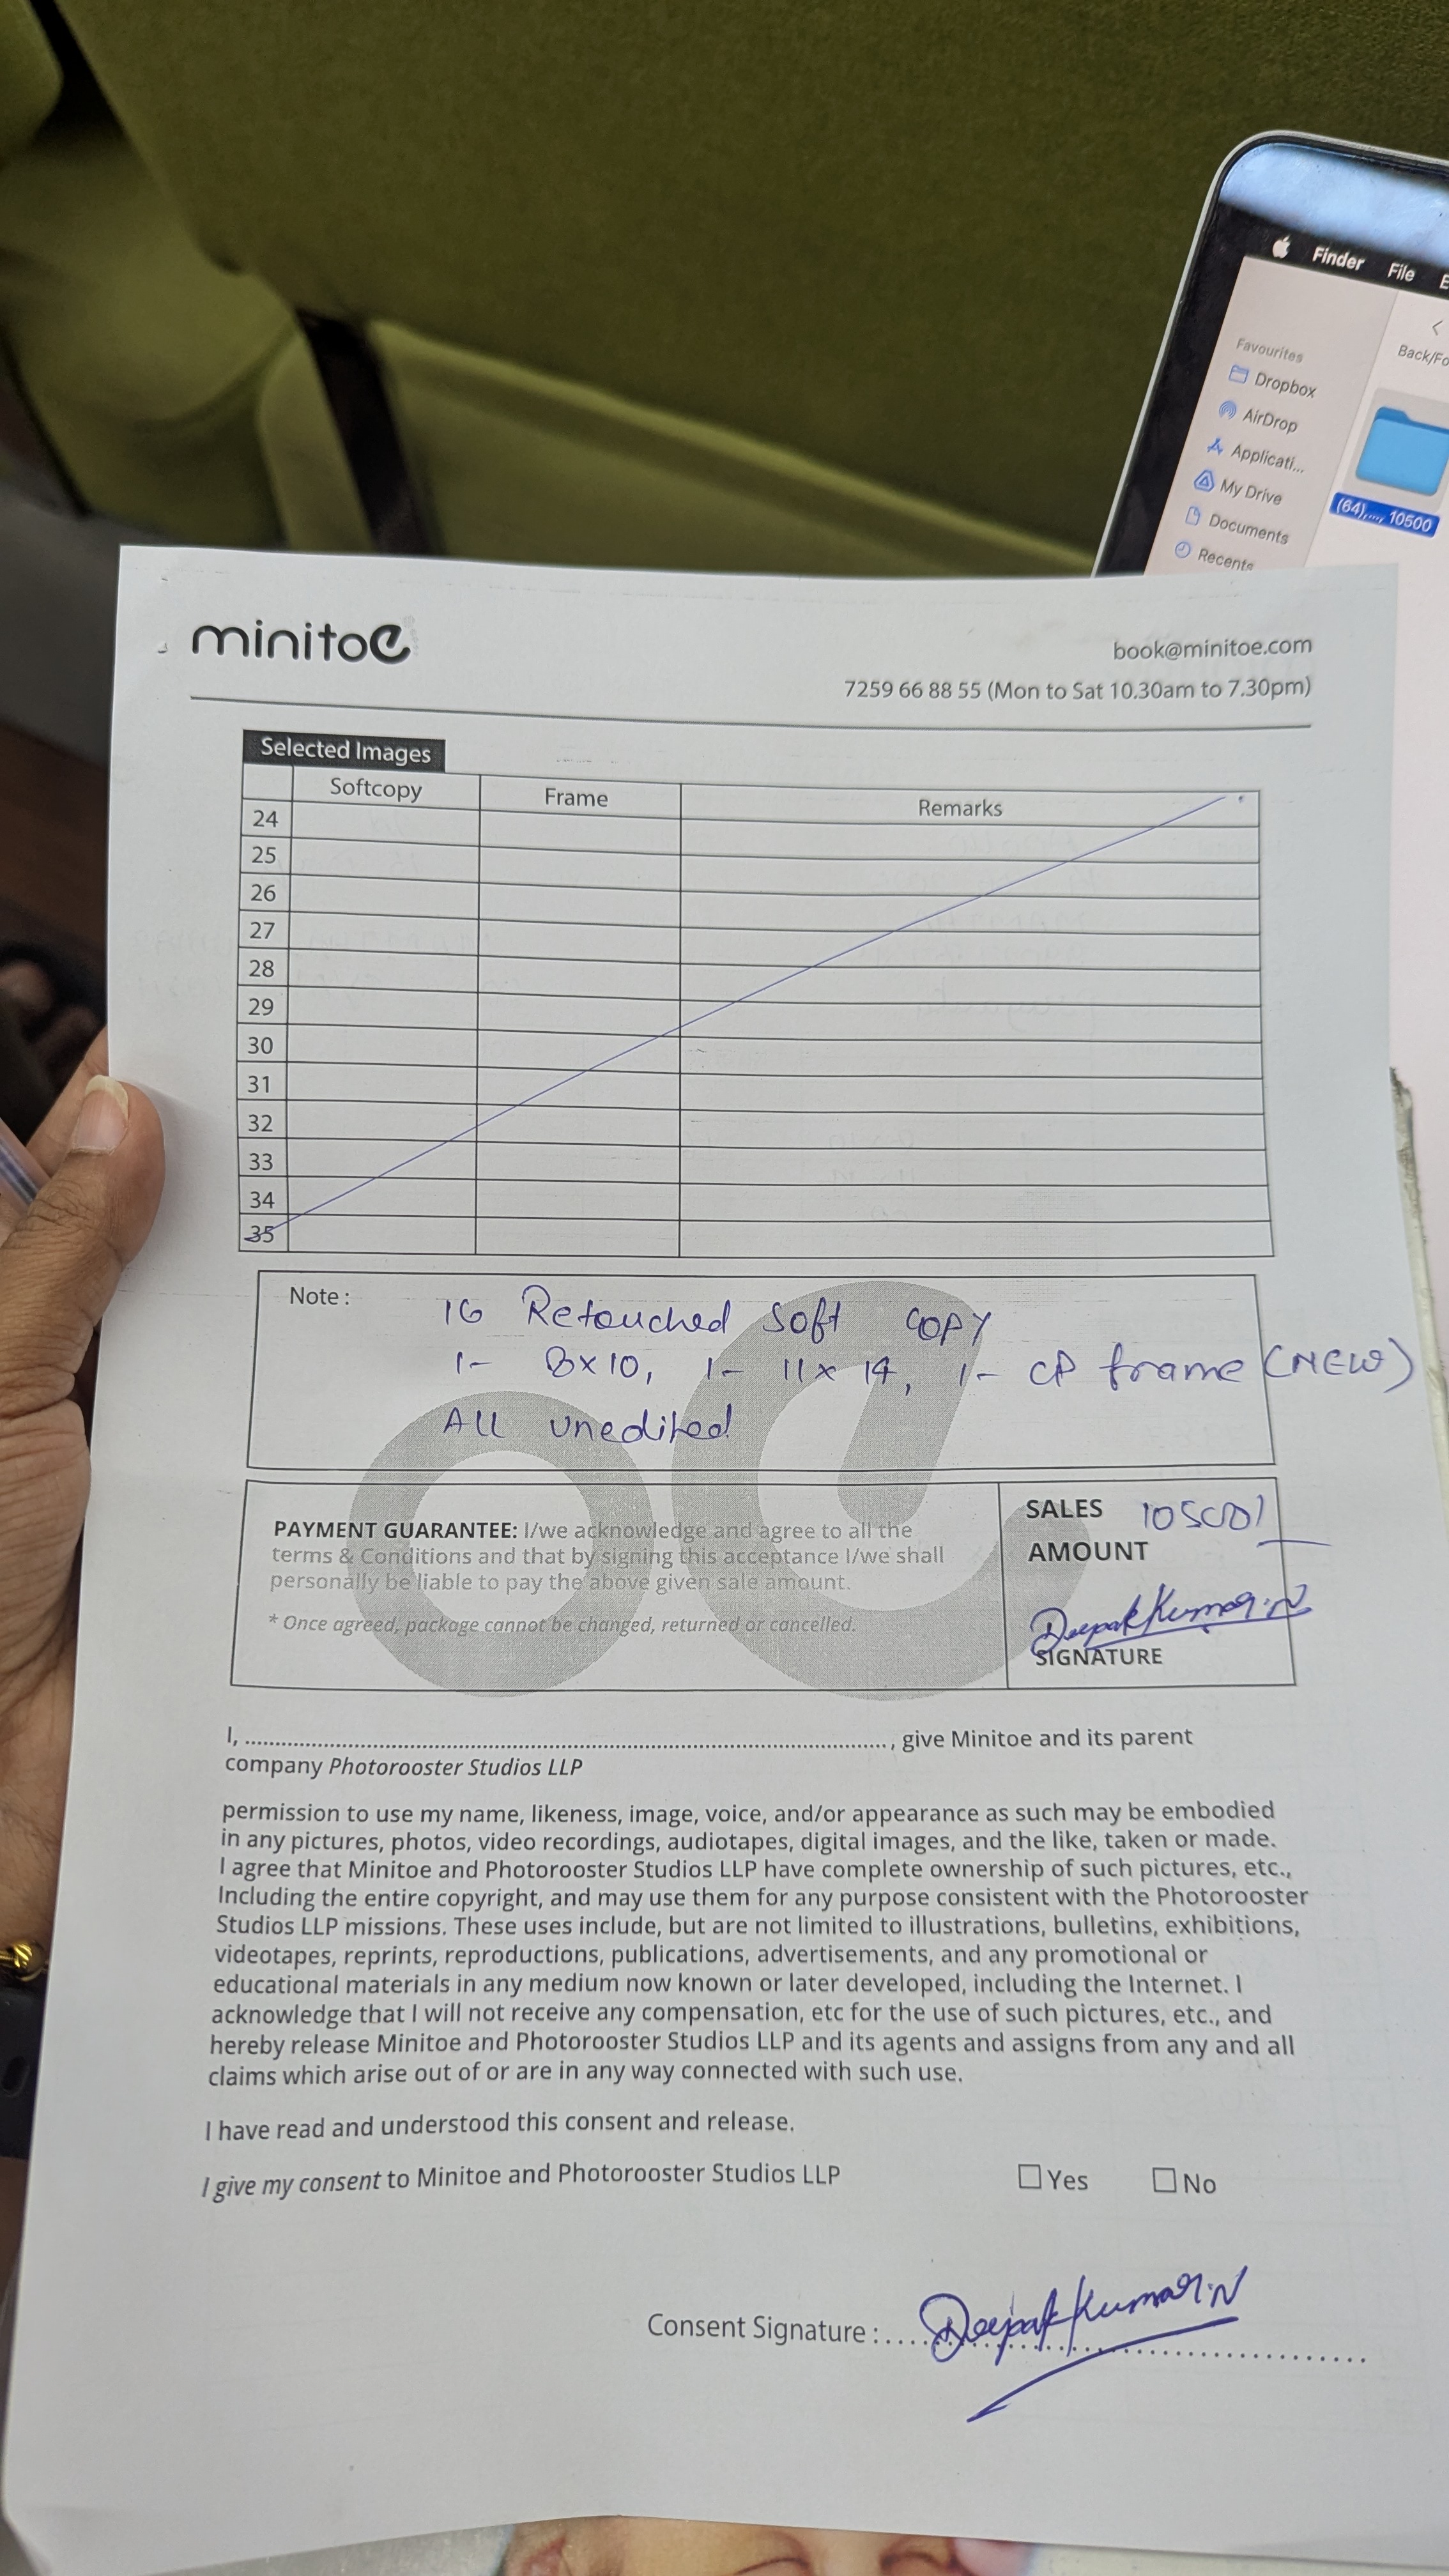 Finder File E
Favourites
Back/Fo
Dropbox
AirDrop
Applicati...
My Drive
(64),..., 10500
Documents
Recents
minitoe
book@minitoe.com
7259 66 88 55 (Mon to Sat 10.30am to 7.30pm)
Selected Images
Softcopy Frame Remarks
24
25
26
27
28
29
30
31
32
33
34
35
Note : 16 Retouched Soft COPY
1- 8x10, 1- 11x14, 1- CP frame (NEW)
All unedited
PAYMENT GUARANTEE: I/we acknowledge and agree to all the
terms & Conditions and that by signing this acceptance I/we shall
personally be liable to pay the above given sale amount.
* Once agreed, package cannot be changed, returned or cancelled.
SALES 10500/
AMOUNT
Deepak Kumar.N
SIGNATURE
I, ........................................................................................................, give Minitoe and its parent
company Photorooster Studios LLP
permission to use my name, likeness, image, voice, and/or appearance as such may be embodied
in any pictures, photos, video recordings, audiotapes, digital images, and the like, taken or made.
I agree that Minitoe and Photorooster Studios LLP have complete ownership of such pictures, etc.,
Including the entire copyright, and may use them for any purpose consistent with the Photorooster
Studios LLP missions. These uses include, but are not limited to illustrations, bulletins, exhibitions,
videotapes, reprints, reproductions, publications, advertisements, and any promotional or
educational materials in any medium now known or later developed, including the Internet. I
acknowledge that I will not receive any compensation, etc for the use of such pictures, etc., and
hereby release Minitoe and Photorooster Studios LLP and its agents and assigns from any and all
claims which arise out of or are in any way connected with such use.
I have read and understood this consent and release.
I give my consent to Minitoe and Photorooster Studios LLP Yes No
Consent Signature : Deepak Kumar.N